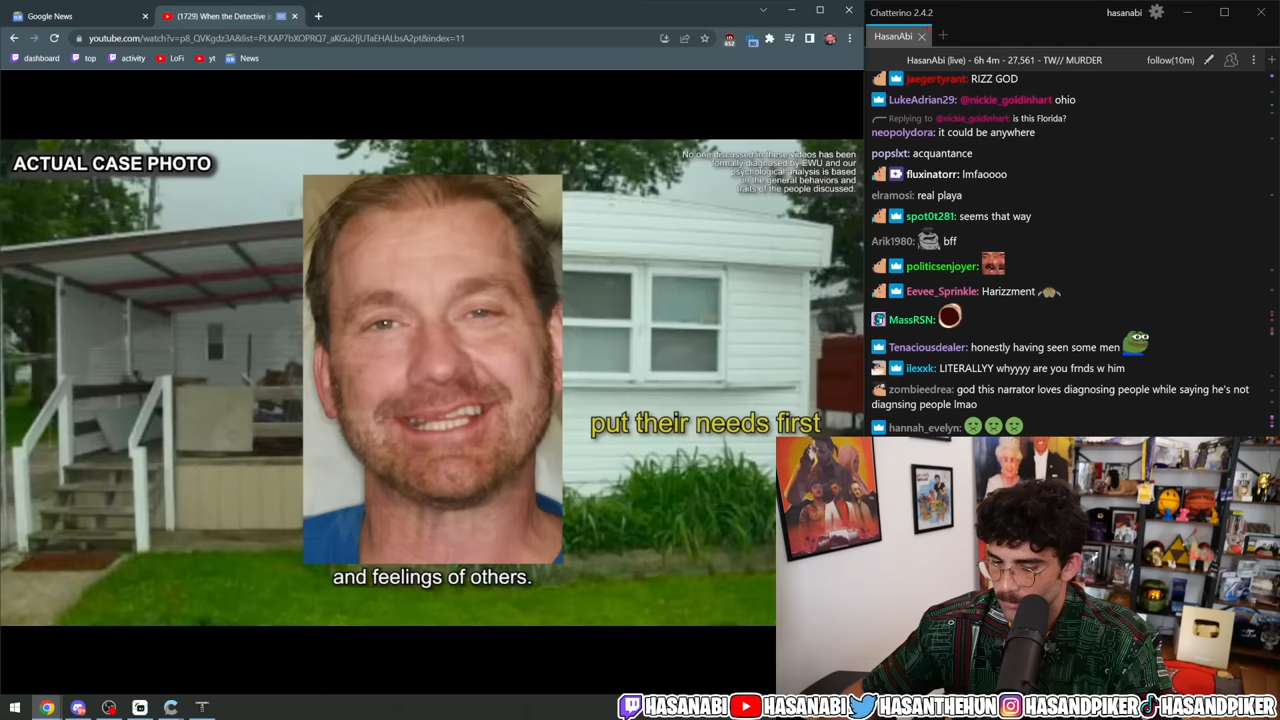 Google News
(1729) When the Detective is
youtube.com/watch?v=p8_QVKgdz3A&list=PLKAP7bXOPRQ7_aKGu2fjUTaEHALbsA2pt&index=11
652
dashboard
top
activity
LoFi
yt
News
ACTUAL CASE PHOTO
No one discussed in these videos has been
formally diagnosed by EWU and our
psychological analysis is based
on the general behaviors and
traits of the people discussed.
put their needs first
and feelings of others.
Chatterino 2.4.2
hasanabi
HasanAbi
HasanAbi (live) - 6h 4m - 27,561 - TW// MURDER
follow(10m)
jaegertyrant: RIZZ GOD
LukeAdrian29: @nickie_goldinhart ohio
Replying to @nickie_goldinhart is this Florida?
neopolydora: it could be anywhere
popslxt: acquantance
fluxinatorr: lmfaoooo
elramosi: real playa
spot0t281: seems that way
Arik1980: bff
politicsenjoyer:
Eevee_Sprinkle: Harizzment
MassRSN:
Tenaciousdealer: honestly having seen some men
ilexxk: LITERALLYY whyyyy are you frnds w him
zombieedrea: god this narrator loves diagnosing people while saying he's not
diagnsing people lmao
hannah_evelyn:
HASANABI
HASANABI
HASANTHEHUN
HASANDPIKER
HASANDPIKER